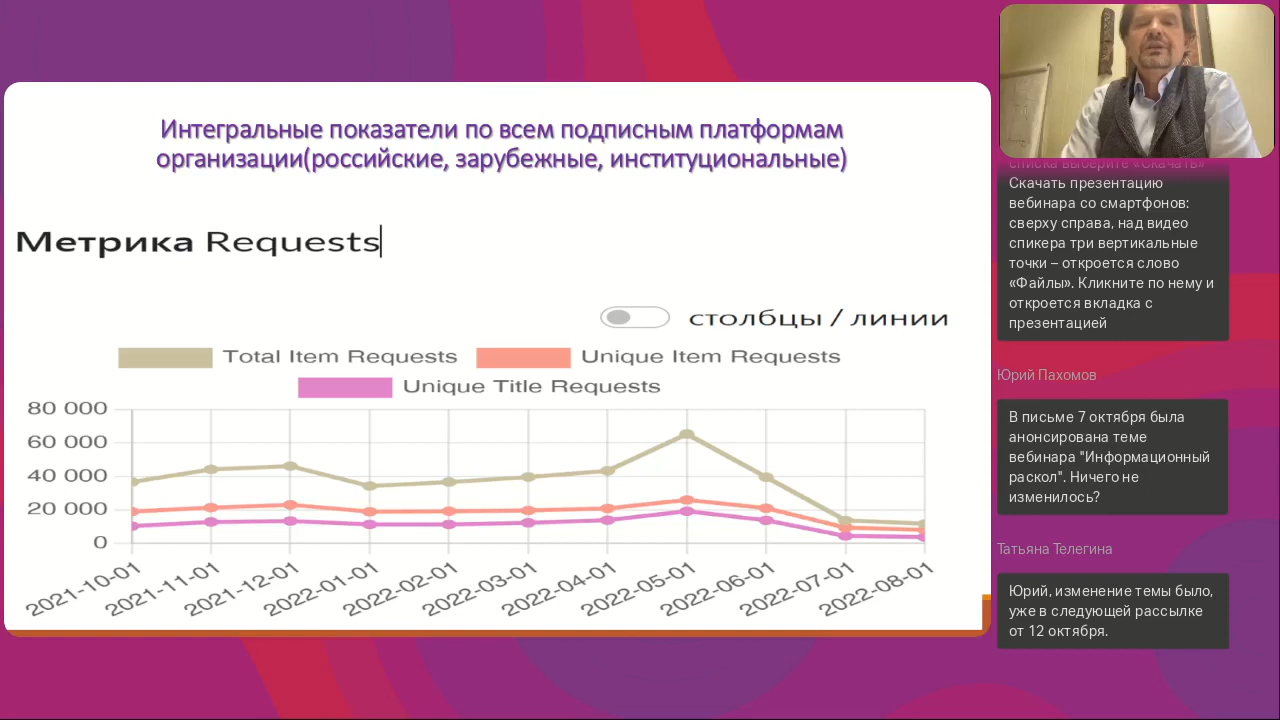 Интегральные показатели по всем подписным платформам
организации(российские, зарубежные, институциональные)
Метрика Requests
столбцы / линии
Total Item Requests
Unique Item Requests
Unique Title Requests
80 000
60 000
40 000
20 000
0
2021-10-01
2021-11-01
2021-12-01
2022-01-01
2022-02-01
2022-03-01
2022-04-01
2022-05-01
2022-06-01
2022-07-01
2022-08-01
списка выберите «Скачать»
Скачать презентацию
вебинара со смартфонов:
сверху справа, над видео
спикера три вертикальные
точки – откроется слово
«Файлы». Кликните по нему и
откроется вкладка с
презентацией
Юрий Пахомов
В письме 7 октября была
анонсирована теме
вебинара "Информационный
раскол". Ничего не
изменилось?
Татьяна Телегина
Юрий, изменение темы было,
уже в следующей рассылке
от 12 октября.